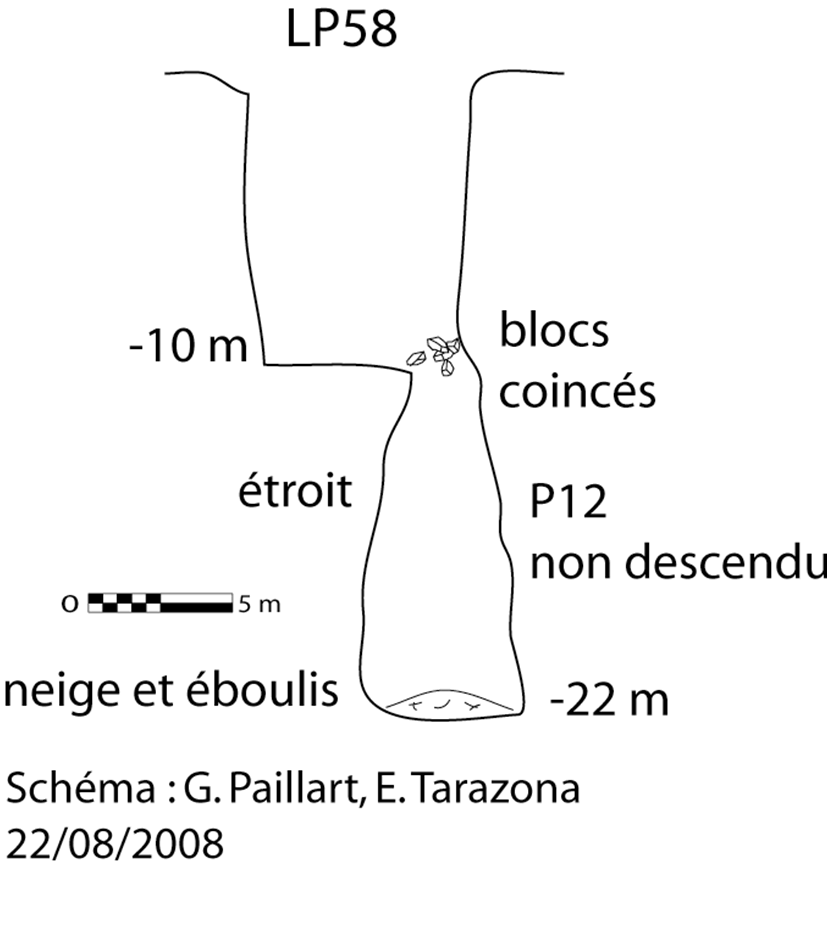 LP58
-10 m
blocs
coincés
étroit
P12
non descendu
0 5 m
neige et éboulis
-22 m
Schéma : G. Paillart, E. Tarazona
22/08/2008